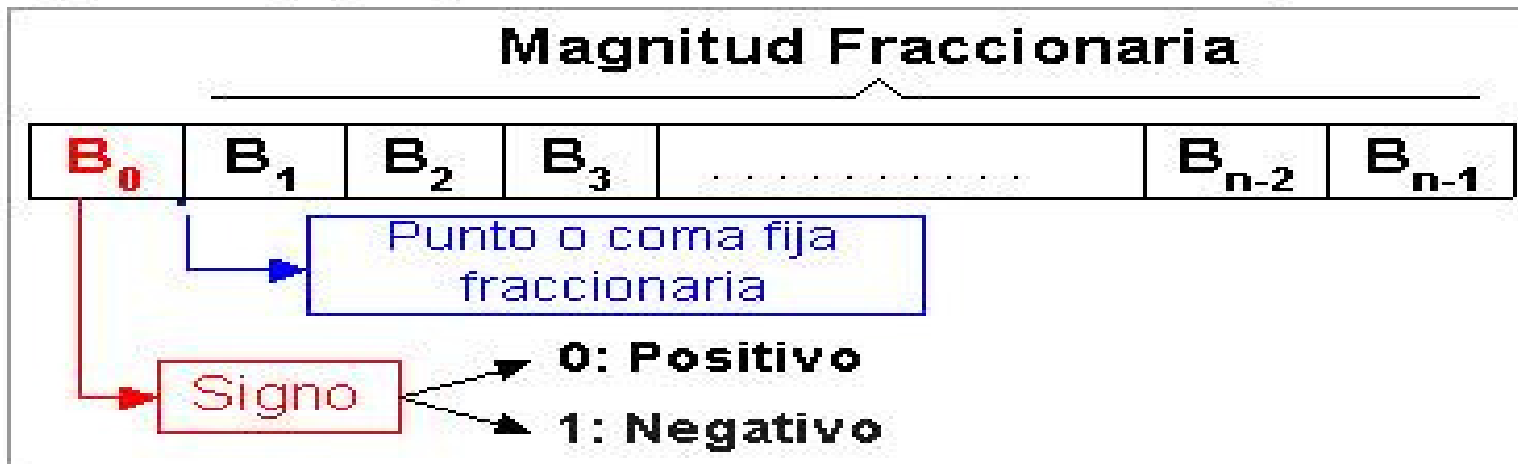 Magnitud Fraccionaria
B0 B1 B2 B3 . . . . . . . . . . . Bn-2 Bn-1
Punto o coma fija
fraccionaria
0: Positivo
Signo
1: Negativo